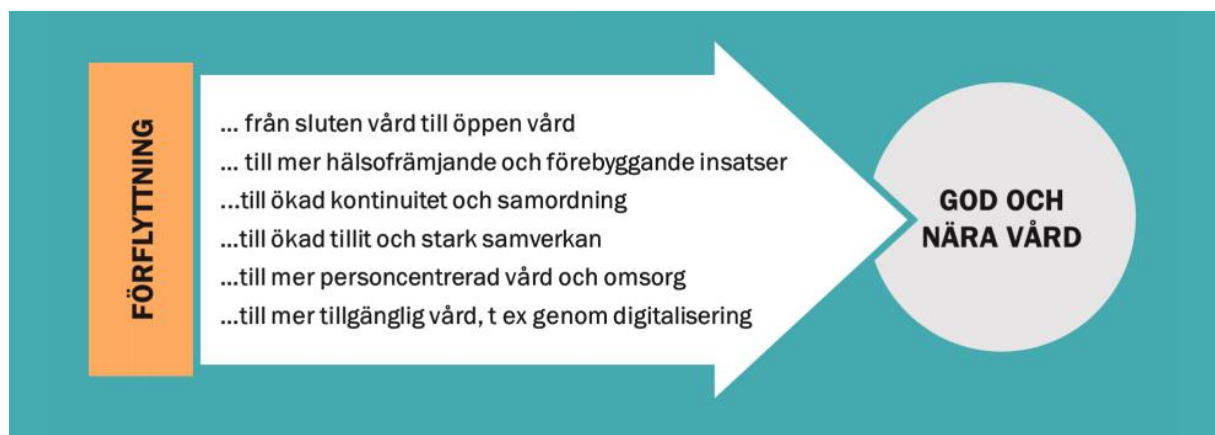 FÖRFLYTTNING
... från sluten vård till öppen vård
... till mer hälsofrämjande och förebyggande insatser
...till ökad kontinuitet och samordning
...till ökad tillit och stark samverkan
...till mer personcentrerad vård och omsorg
...till mer tillgänglig vård, t ex genom digitalisering
GOD OCH
NÄRA VÅRD